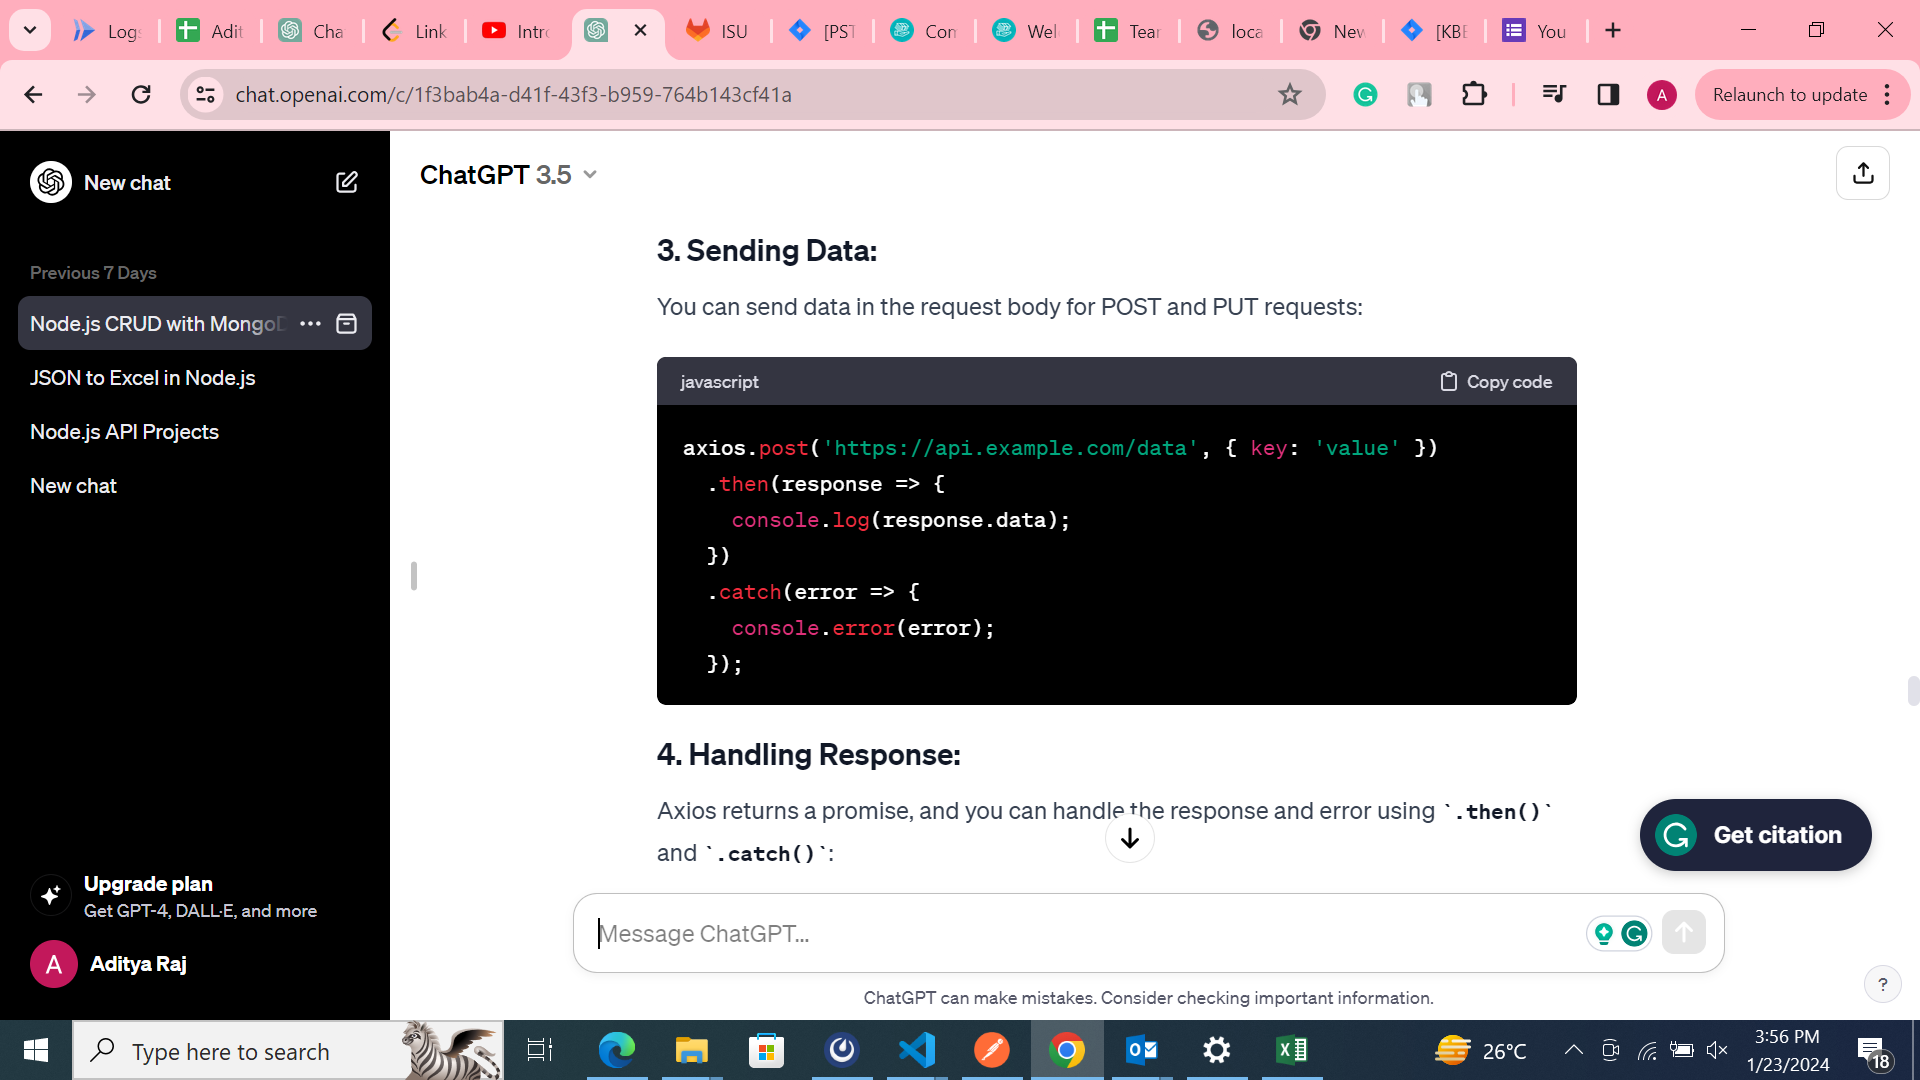 Logs
Adit
Cha
Link
Intro
ISU
[PST
Com
Wel
Tear
loca
New
[KBE
You
chat.openai.com/c/1f3bab4a-d41f-43f3-b959-764b143cf41a
A
Relaunch to update
New chat
ChatGPT 3.5
Previous 7 Days
Node.js CRUD with MongoD
JSON to Excel in Node.js
Node.js API Projects
New chat
3. Sending Data:
You can send data in the request body for POST and PUT requests:
javascript
Copy code
axios.post('https://api.example.com/data', { key: 'value' })
.then(response => {
console.log(response.data);
})
.catch(error => {
console.error(error);
});
4. Handling Response:
Axios returns a promise, and you can handle the response and error using `.then()`
and `.catch()`:
Get citation
Upgrade plan
Get GPT-4, DALL·E, and more
A
Aditya Raj
Message ChatGPT...
ChatGPT can make mistakes. Consider checking important information.
?
Type here to search
26°C
3:56 PM
1/23/2024
18